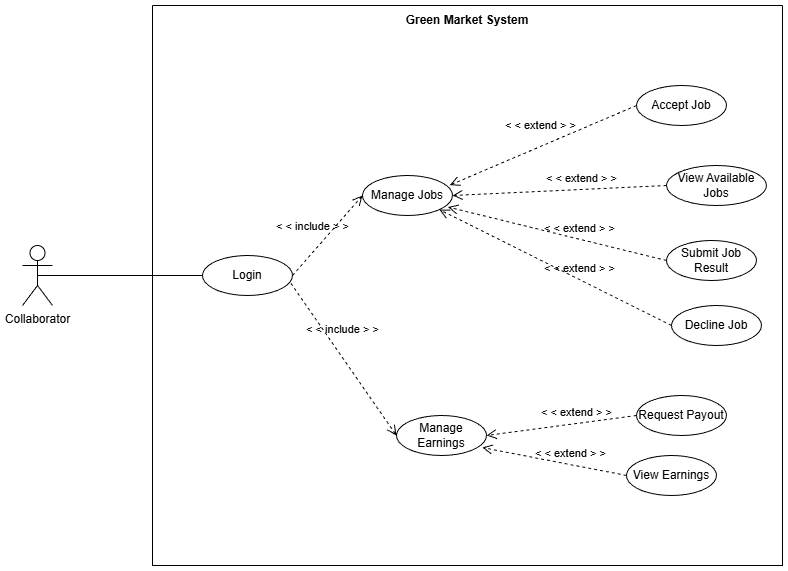 Green Market System
Accept Job
< < extend > >
View Available
Jobs
< < extend > >
Manage Jobs
< < include > >
< < extend > >
Submit Job
Result
Login
< < extend > >
Collaborator
Decline Job
< < include > >
Request Payout
< < extend > >
Manage
Earnings
< < extend > >
View Earnings